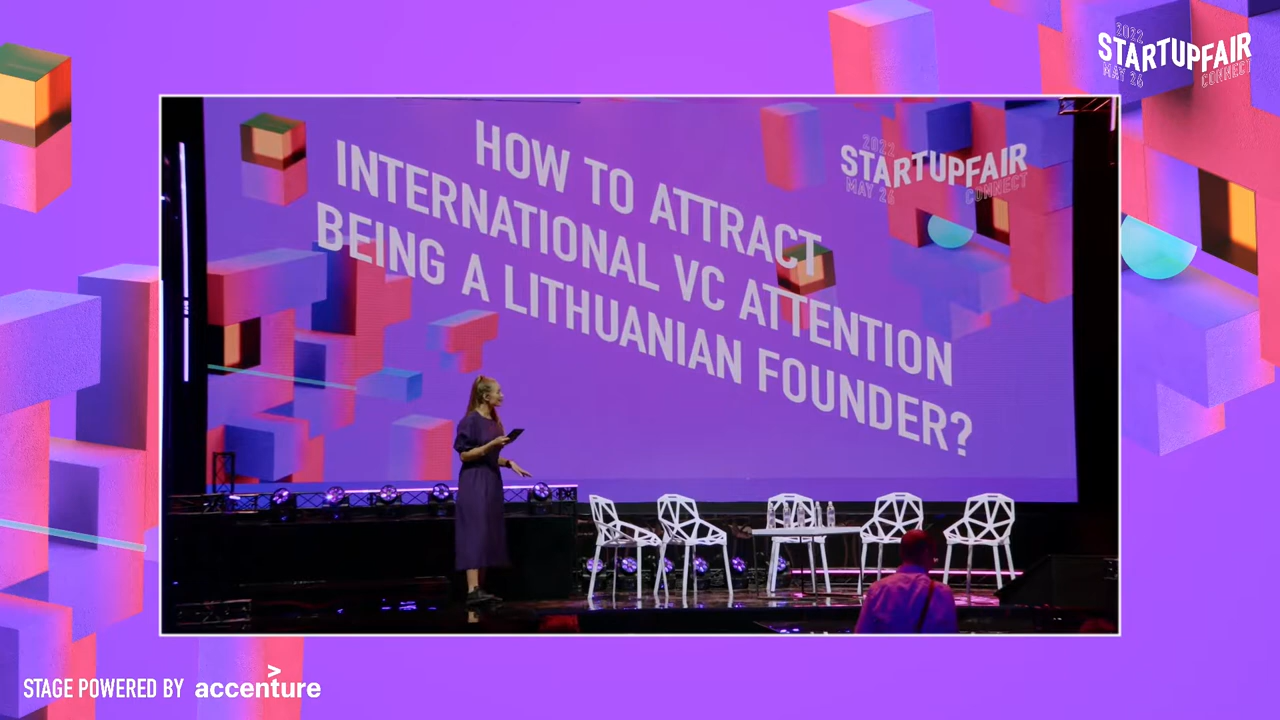 2022
STARTUPFAIR
MAY 26 CONNECT
HOW TO ATTRACT
INTERNATIONAL VC ATTENTION
BEING A LITHUANIAN FOUNDER?
2022
STARTUPFAIR
MAY 26 CONNECT
STAGE POWERED BY accenture